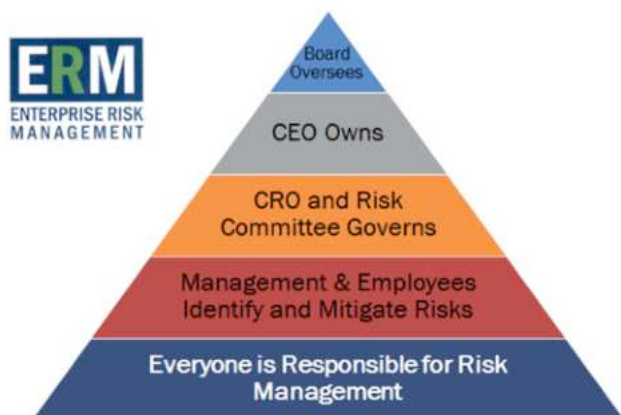 ERM
ENTERPRISE RISK
MANAGEMENT
Board
Oversees
CEO Owns
CRO and Risk
Committee Governs
Management & Employees
Identify and Mitigate Risks
Everyone is Responsible for Risk
Management